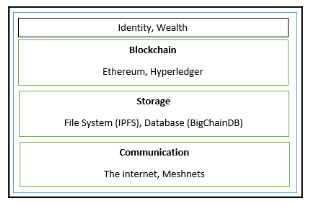 Identity, Wealth
Blockchain
Ethereum, Hyperledger
Storage
File System (IPFS), Database (BigChainDB)
Communication
The internet, Meshnets